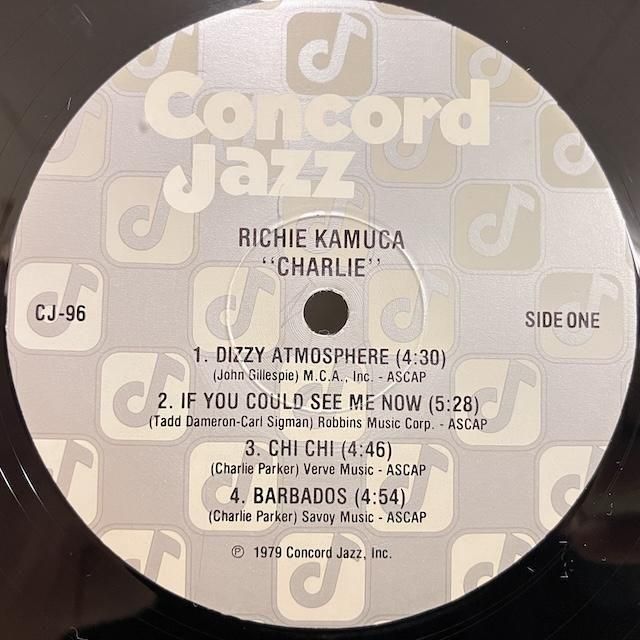 Concord
Jazz
RICHIE KAMUCA
"CHARLIE"
CJ-96
SIDE ONE
1. DIZZY ATMOSPHERE (4:30)
(John Gillespie) M.C.A., Inc. - ASCAP
2. IF YOU COULD SEE ME NOW (5:28)
(Tadd Dameron-Carl Sigman) Robbins Music Corp. - ASCAP
3. CHI CHI (4:46)
(Charlie Parker) Verve Music - ASCAP
4. BARBADOS (4:54)
(Charlie Parker) Savoy Music - ASCAP
℗ 1979 Concord Jazz, Inc.